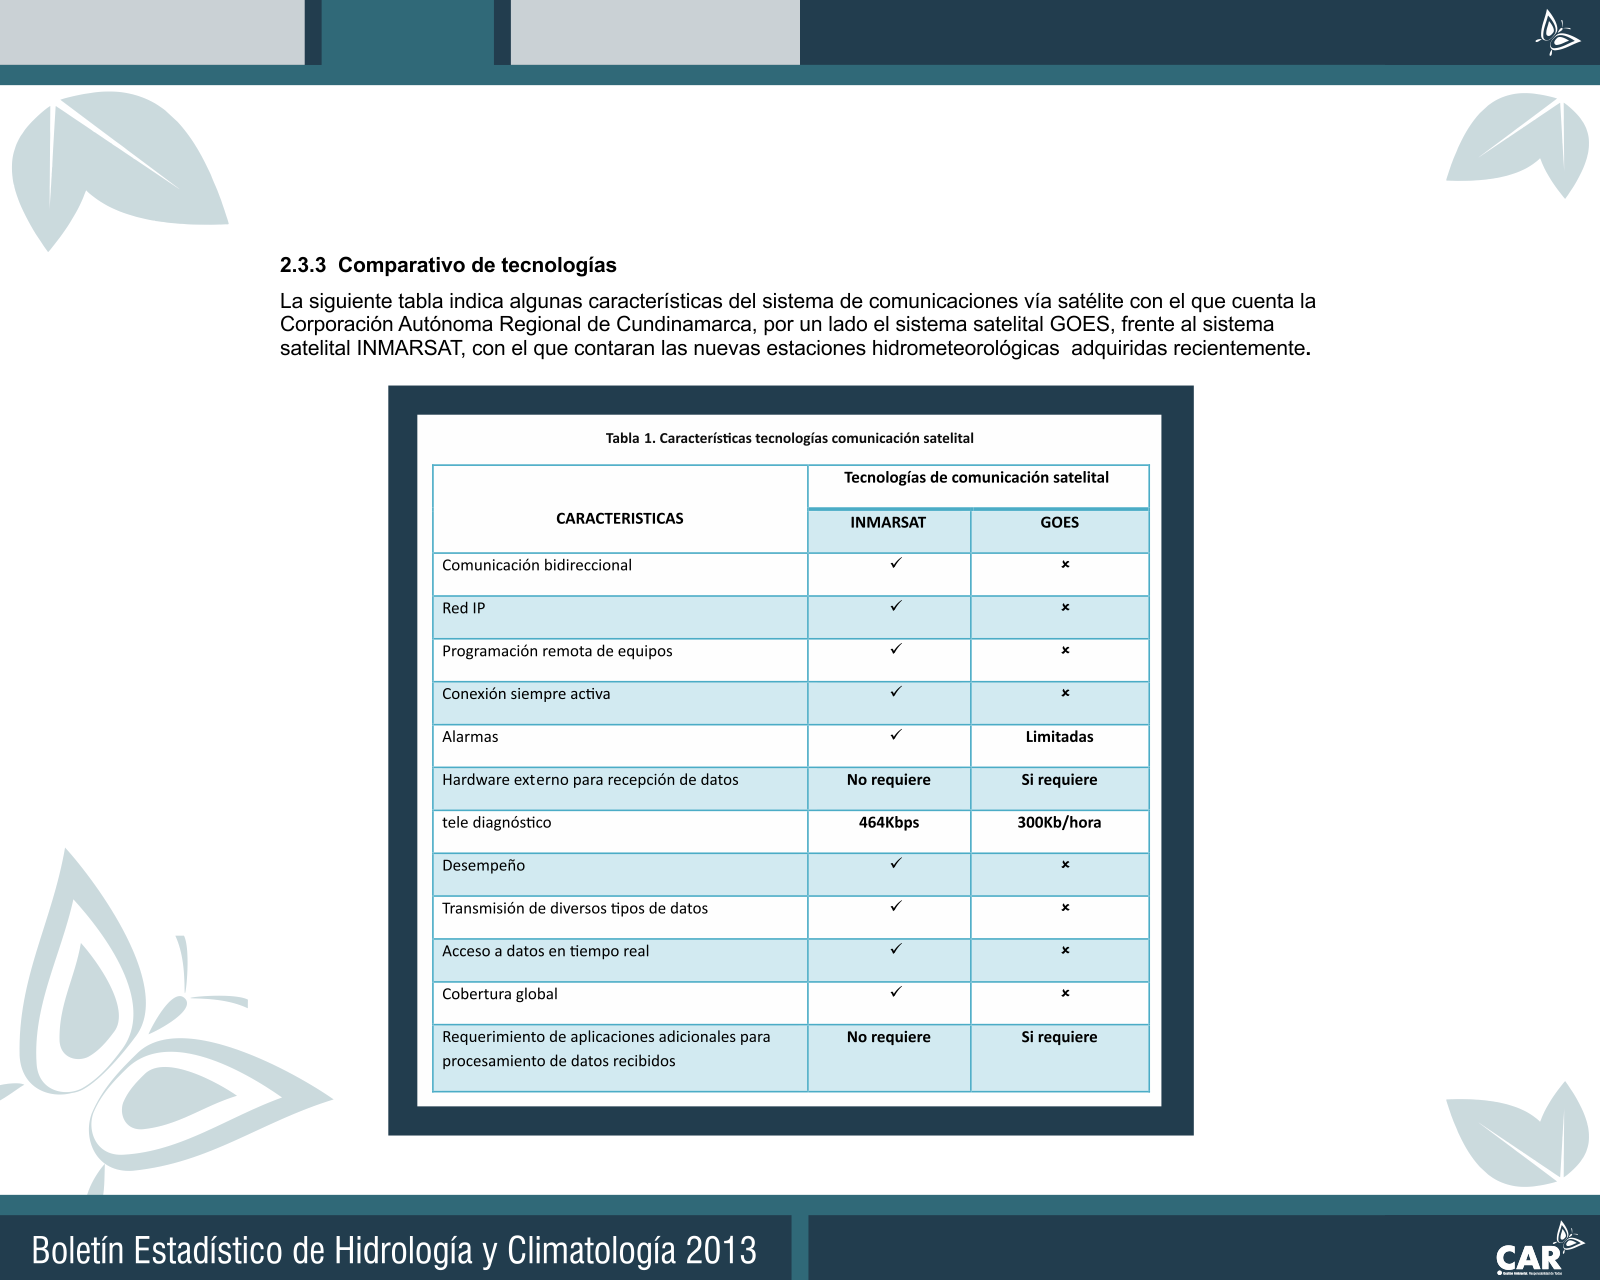 2.3.3  Comparativo de tecnologías
La siguiente tabla indica algunas características del sistema de comunicaciones vía satélite con el que cuenta la
Corporación Autónoma Regional de Cundinamarca, por un lado el sistema satelital GOES, frente al sistema
satelital INMARSAT, con el que contaran las nuevas estaciones hidrometeorológicas  adquiridas recientemente.
Tabla 1. Características tecnologías comunicación satelital
CARACTERISTICAS
Tecnologías de comunicación satelital
INMARSAT GOES
Comunicación bidireccional ✓ ×
Red IP ✓ ×
Programación remota de equipos ✓ ×
Conexión siempre activa ✓ ×
Alarmas ✓ Limitadas
Hardware externo para recepción de datos No requiere Si requiere
tele diagnóstico 464Kbps 300Kb/hora
Desempeño ✓ ×
Transmisión de diversos tipos de datos ✓ ×
Acceso a datos en tiempo real ✓ ×
Cobertura global ✓ ×
Requerimiento de aplicaciones adicionales para No requiere Si requiere
procesamiento de datos recibidos
Boletín Estadístico de Hidrología y Climatología 2013
CAR